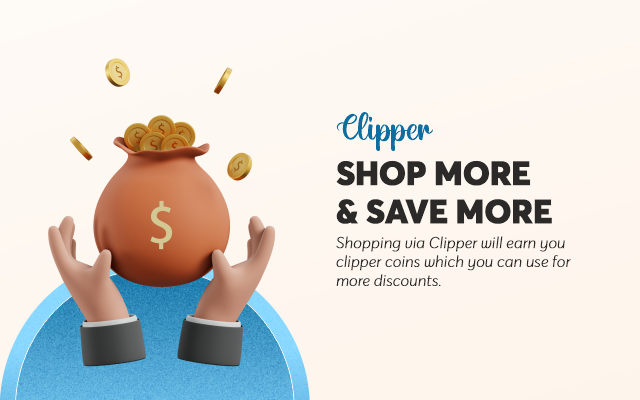 Clipper
SHOP MORE
& SAVE MORE
Shopping via Clipper will earn you
clipper coins which you can use for
more discounts.
$